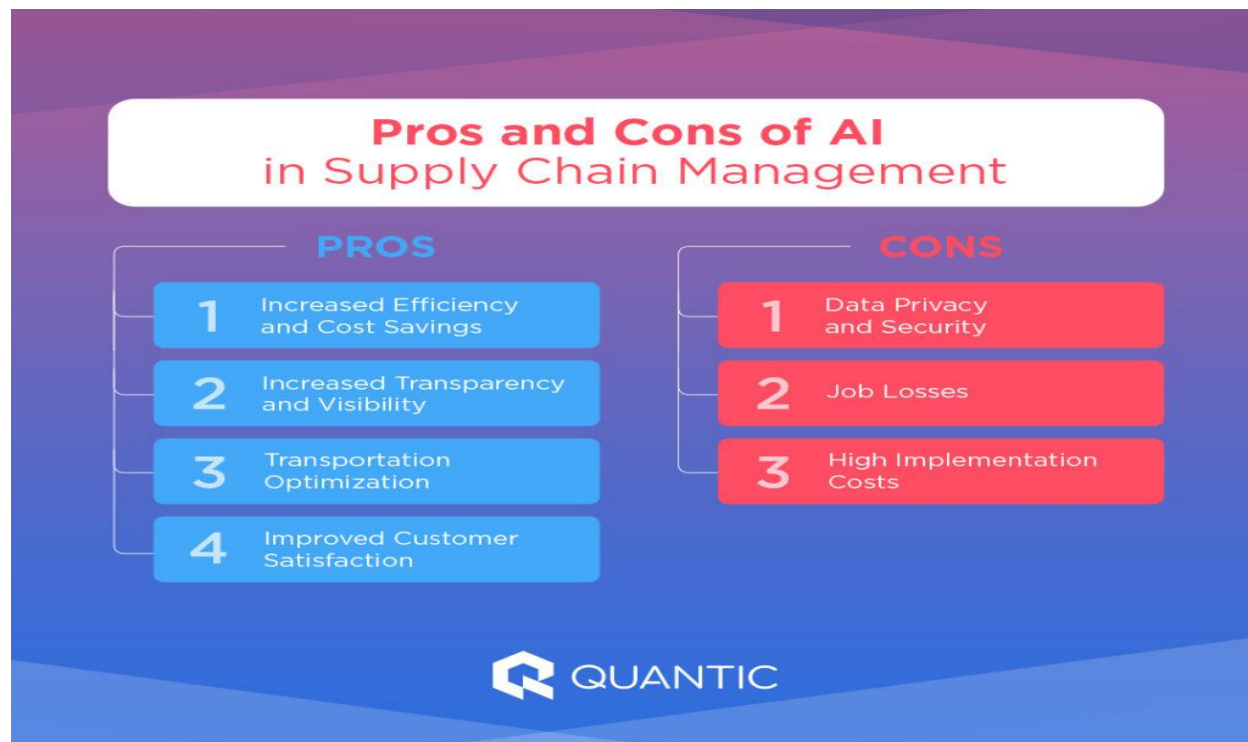 Pros and Cons of AI
in Supply Chain Management
PROS
1
Increased Efficiency
and Cost Savings
2
Increased Transparency
and Visibility
3
Transportation
Optimization
4
Improved Customer
Satisfaction
CONS
1
Data Privacy
and Security
2
Job Losses
3
High Implementation
Costs
QUANTIC